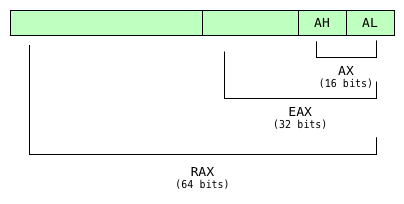 AH AL
AX
(16 bits)
EAX
(32 bits)
RAX
(64 bits)